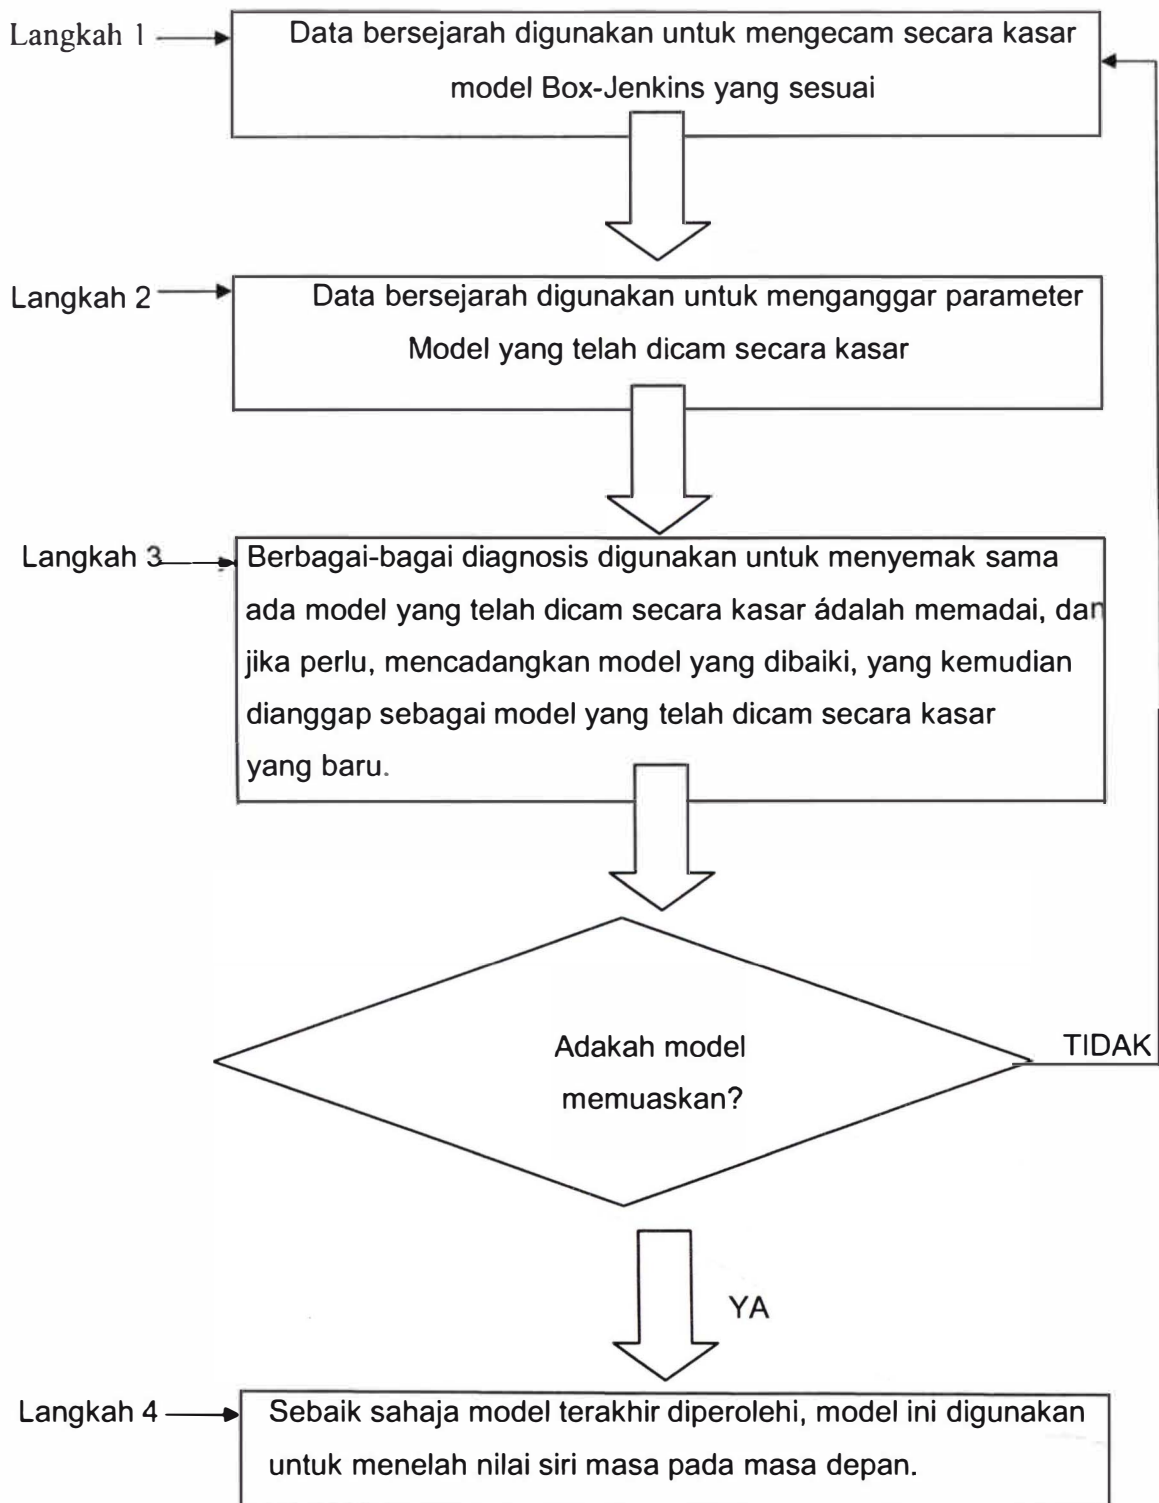 Langkah 1
Data bersejarah digunakan untuk mengecam secara kasar
model Box-Jenkins yang sesuai
Langkah 2
Data bersejarah digunakan untuk menganggar parameter
Model yang telah dicam secara kasar
Langkah 3
Berbagai-bagai diagnosis digunakan untuk menyemak sama
ada model yang telah dicam secara kasar ádalah memadai, dan
jika perlu, mencadangkan model yang dibaiki, yang kemudian
dianggap sebagai model yang telah dicam secara kasar
yang baru.
Adakah model
memuaskan?
TIDAK
YA
Langkah 4
Sebaik sahaja model terakhir diperolehi, model ini digunakan
untuk menelah nilai siri masa pada masa depan.